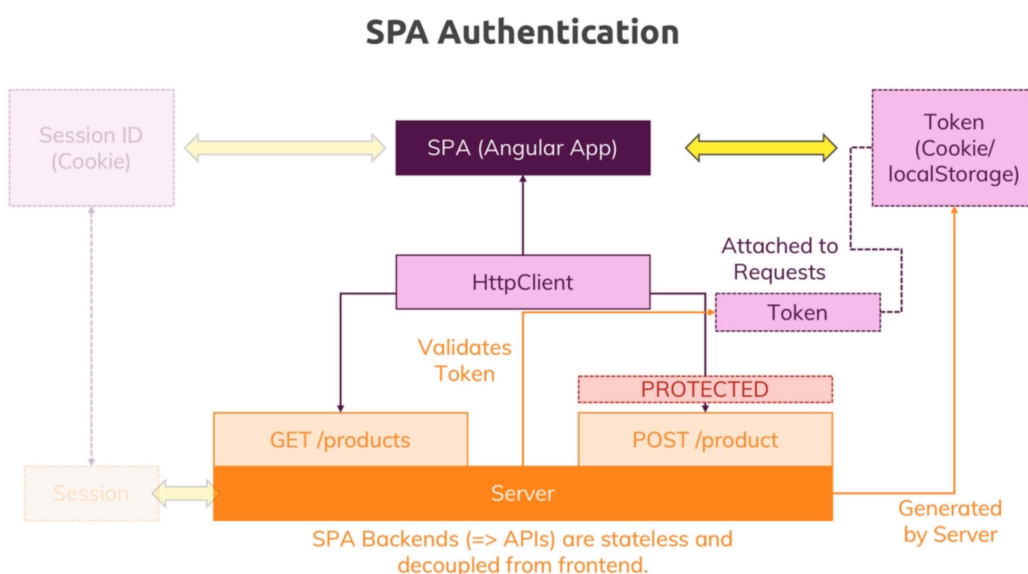 SPA Authentication
Session ID
(Cookie)
SPA (Angular App)
Token
(Cookie/
localStorage)
Attached to
Requests
HttpClient
Token
Validates
Token
PROTECTED
GET /products
POST /product
Session
Server
Generated
by Server
SPA Backends (=> APIs) are stateless and
decoupled from frontend.